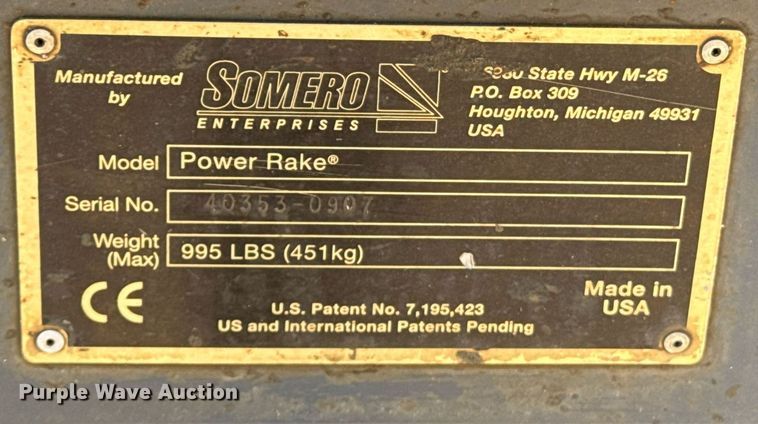 Manufactured
by
SOMERO
ENTERPRISES
State Hwy M-26
P.O. Box 309
Houghton, Michigan 49931
USA
Model Power Rake®
Serial No. 40353-0907
Weight
(Max) 995 LBS (451kg)
CE
U.S. Patent No. 7,195,423
US and International Patents Pending
Made in
USA
Purple Wave Auction